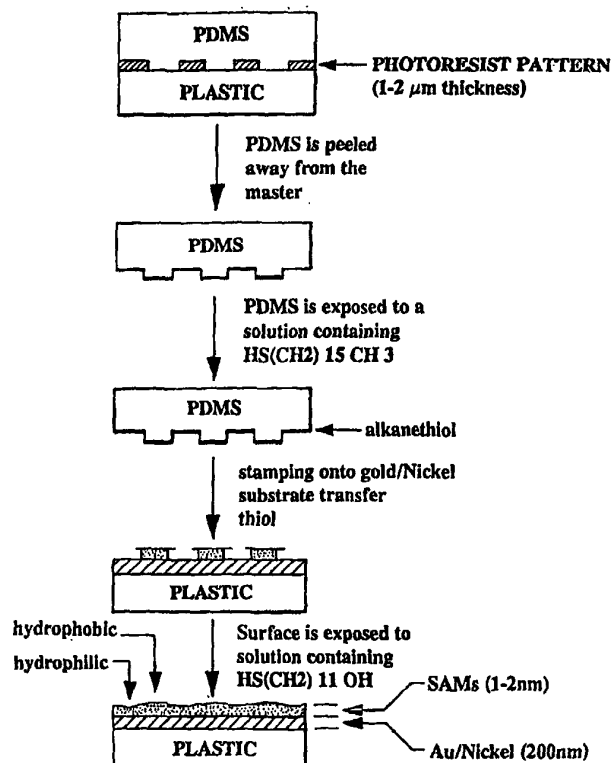 PDMS
PHOTORESIST PATTERN
(1-2 μm thickness)
PLASTIC
PDMS is peeled
away from the
master
PDMS
PDMS is exposed to a
solution containing
HS(CH2) 15 CH 3
PDMS
alkanethiol
stamping onto gold/Nickel
substrate transfer
thiol
PLASTIC
hydrophobic
hydrophilic
Surface is exposed to
solution containing
HS(CH2) 11 OH
SAMs (1-2nm)
PLASTIC
Au/Nickel (200nm)